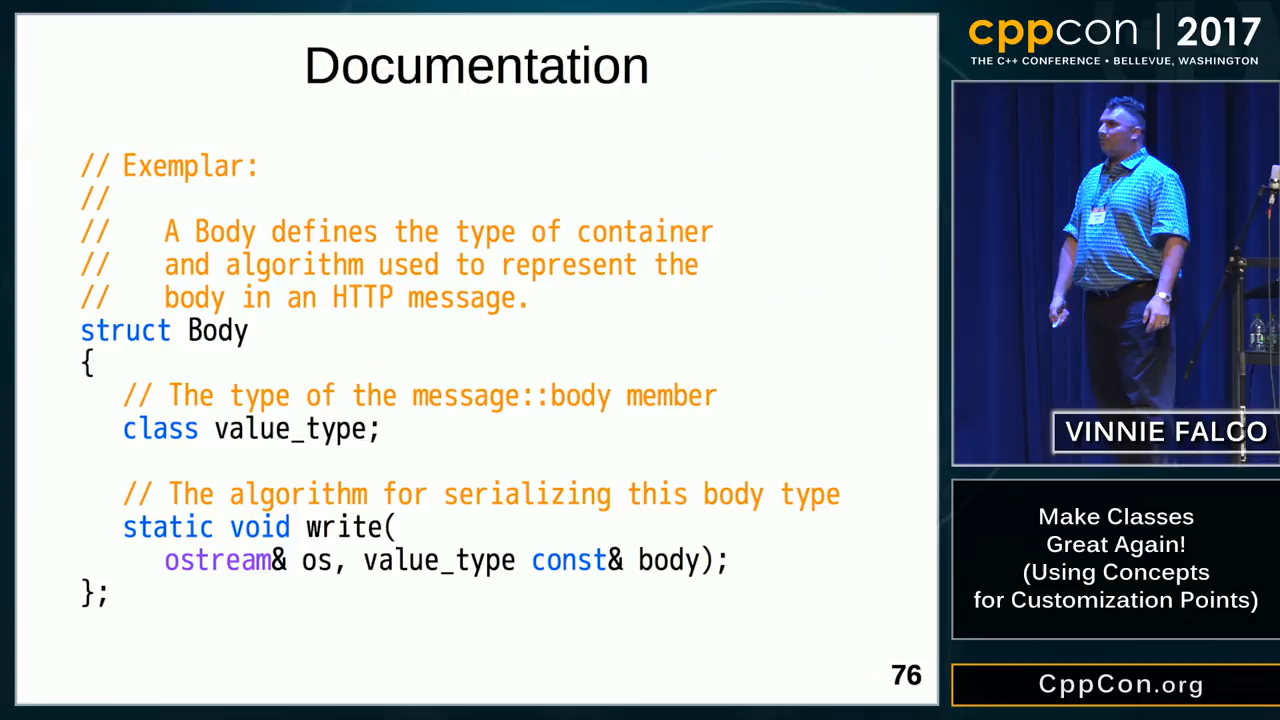 Documentation
// Exemplar:
//
// A Body defines the type of container
// and algorithm used to represent the
// body in an HTTP message.
struct Body
{
// The type of the message::body member
class value_type;
// The algorithm for serializing this body type
static void write(
ostream& os, value_type const& body);
};
76
cppcon | 2017
THE C++ CONFERENCE • BELLEVUE, WASHINGTON
VINNIE FALCO
Make Classes
Great Again!
(Using Concepts
for Customization Points)
CppCon.org